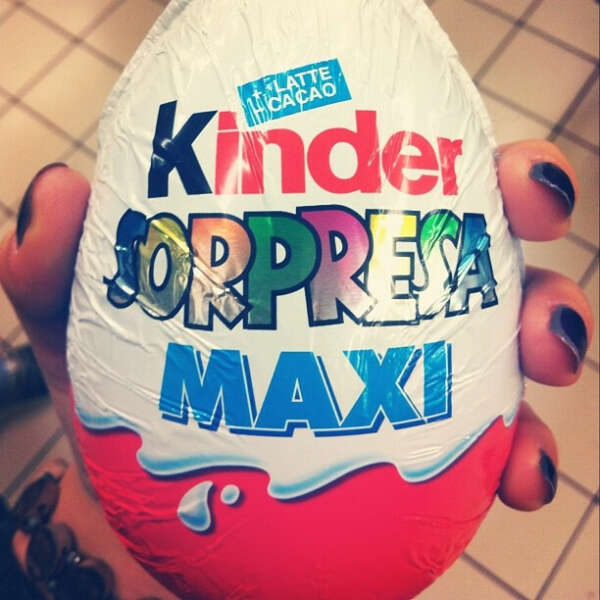 +LATTE
+CACAO
Kinder
SORPRESA
MAXI